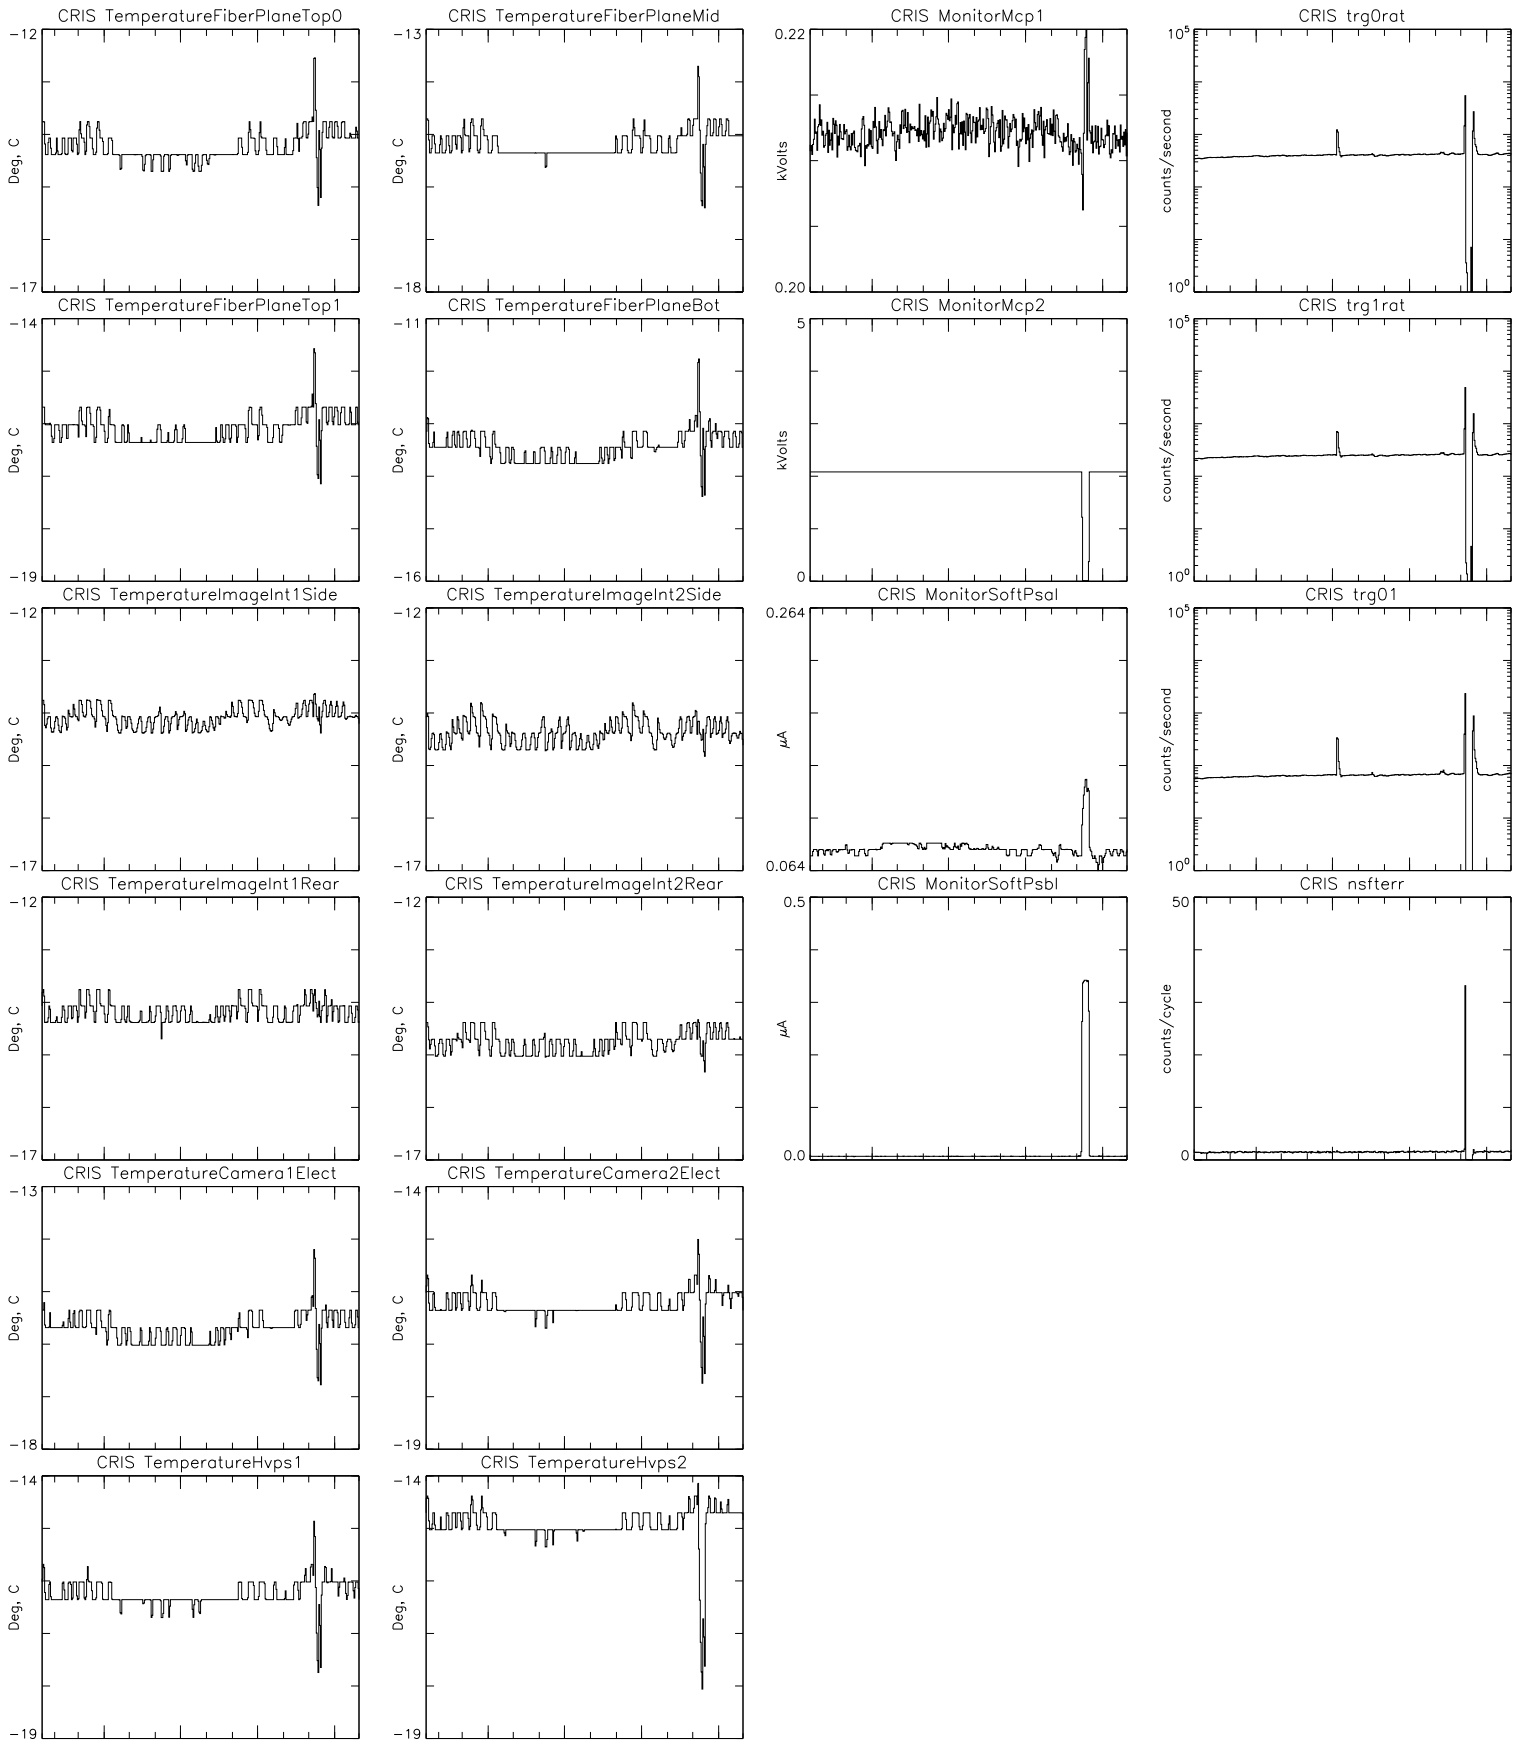 CRIS TemperatureFiberPlaneTop0
-12
Deg, C
-17
CRIS TemperatureFiberPlaneMid
-13
Deg, C
-18
CRIS MonitorMcp1
0.22
kVolts
0.20
CRIS trg0rat
10^5
counts/second
10^0
CRIS TemperatureFiberPlaneTop1
-14
Deg, C
-19
CRIS TemperatureFiberPlaneBot
-11
Deg, C
-16
CRIS MonitorMcp2
5
kVolts
0
CRIS trg1rat
10^5
counts/second
10^0
CRIS TemperatureImageInt1Side
-12
Deg, C
-17
CRIS TemperatureImageInt2Side
-12
Deg, C
-17
CRIS MonitorSoftPsaI
0.264
μA
0.064
CRIS trg01
10^5
counts/second
10^0
CRIS TemperatureImageInt1Rear
-12
Deg, C
-17
CRIS TemperatureImageInt2Rear
-12
Deg, C
-17
CRIS MonitorSoftPsbI
0.5
μA
0.0
CRIS nsfterr
50
counts/cycle
0
CRIS TemperatureCamera1Elect
-13
Deg, C
-18
CRIS TemperatureCamera2Elect
-14
Deg, C
-19
CRIS TemperatureHvps1
-14
Deg, C
-19
CRIS TemperatureHvps2
-14
Deg, C
-19